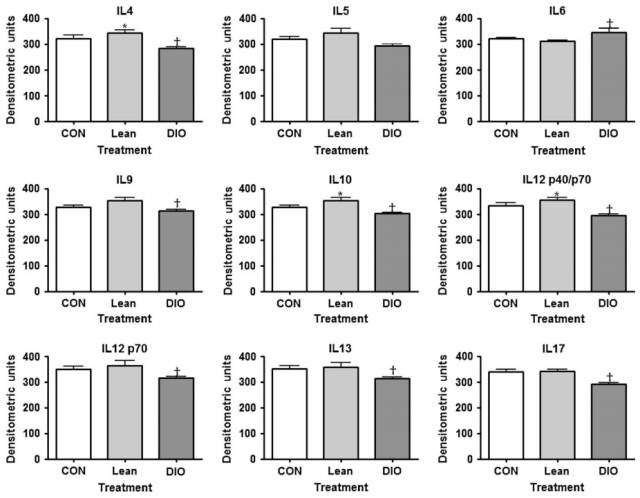 IL4
Densitometric units
400
300
200
100
0
*
†
CON Lean DIO
Treatment
IL5
Densitometric units
400
300
200
100
0
CON Lean DIO
Treatment
IL6
Densitometric units
400
300
200
100
0
†
CON Lean DIO
Treatment
IL9
Densitometric units
400
300
200
100
0
†
CON Lean DIO
Treatment
IL10
Densitometric units
400
300
200
100
0
*
†
CON Lean DIO
Treatment
IL12 p40/p70
Densitometric units
400
300
200
100
0
*
†
CON Lean DIO
Treatment
IL12 p70
Densitometric units
400
300
200
100
0
†
CON Lean DIO
Treatment
IL13
Densitometric units
400
300
200
100
0
†
CON Lean DIO
Treatment
IL17
Densitometric units
400
300
200
100
0
†
CON Lean DIO
Treatment